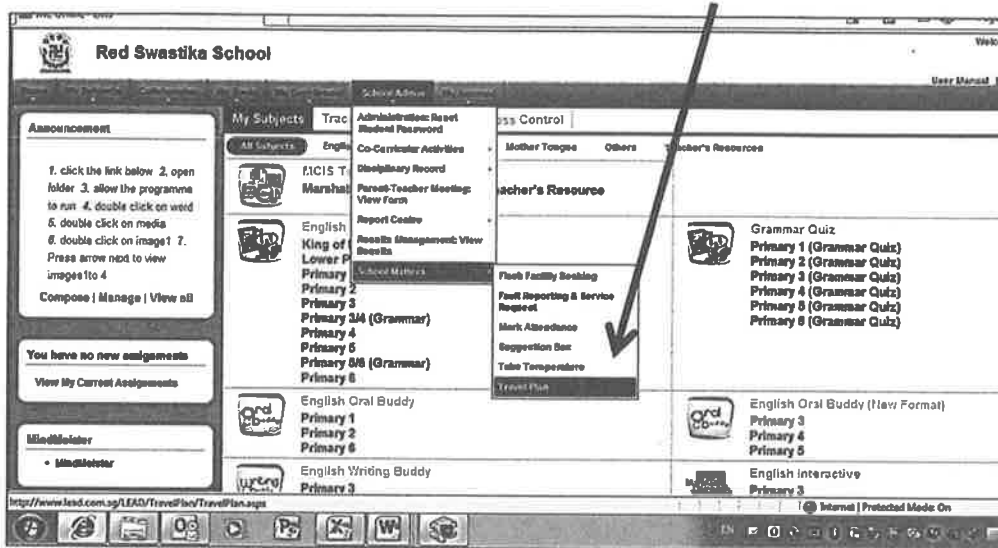 Red Swastika School
User Manual
School Admin
Announcement
1. click the link below 2. open
folder 3. allow the programme
to run 4. double click on word
5. double click on media
6. double click on image1 7.
Press arrow next to view
images1to 4
Compose | Manage | View all
You have no new assignments
View My Current Assignments
MindMeister
• MindMeister
My Subjects
Control
All Subjects
Mother Tongue
Others
Teacher's Resources
Administration: Reset
Student Password
Co-Curricular Activities
Disciplinary Record
Parent-Teacher Meeting:
View Form
Report Centre
Results Management: View
Results
School Matters
Flash Facility Booking
Fault Reporting & Service
Request
Mark Attendance
Suggestion Box
Take Temperature
Travel Plan
acher's Resource
English
King of
Lower P
Primary
Primary 2
Primary 3
Primary 3/4 (Grammar)
Primary 4
Primary 5
Primary 5/6 (Grammar)
Primary 6
Grammar Quiz
Primary 1 (Grammar Quiz)
Primary 2 (Grammar Quiz)
Primary 3 (Grammar Quiz)
Primary 4 (Grammar Quiz)
Primary 5 (Grammar Quiz)
Primary 6 (Grammar Quiz)
English Oral Buddy
Primary 1
Primary 2
Primary 6
English Oral Buddy (New Format)
Primary 3
Primary 4
Primary 5
English Writing Buddy
Primary 3
English Interactive
Primary 3
http://www.lead.com.sg/LEAD/TravelPlan/TravelPlan.aspx
Internet | Protected Mode: On
EN